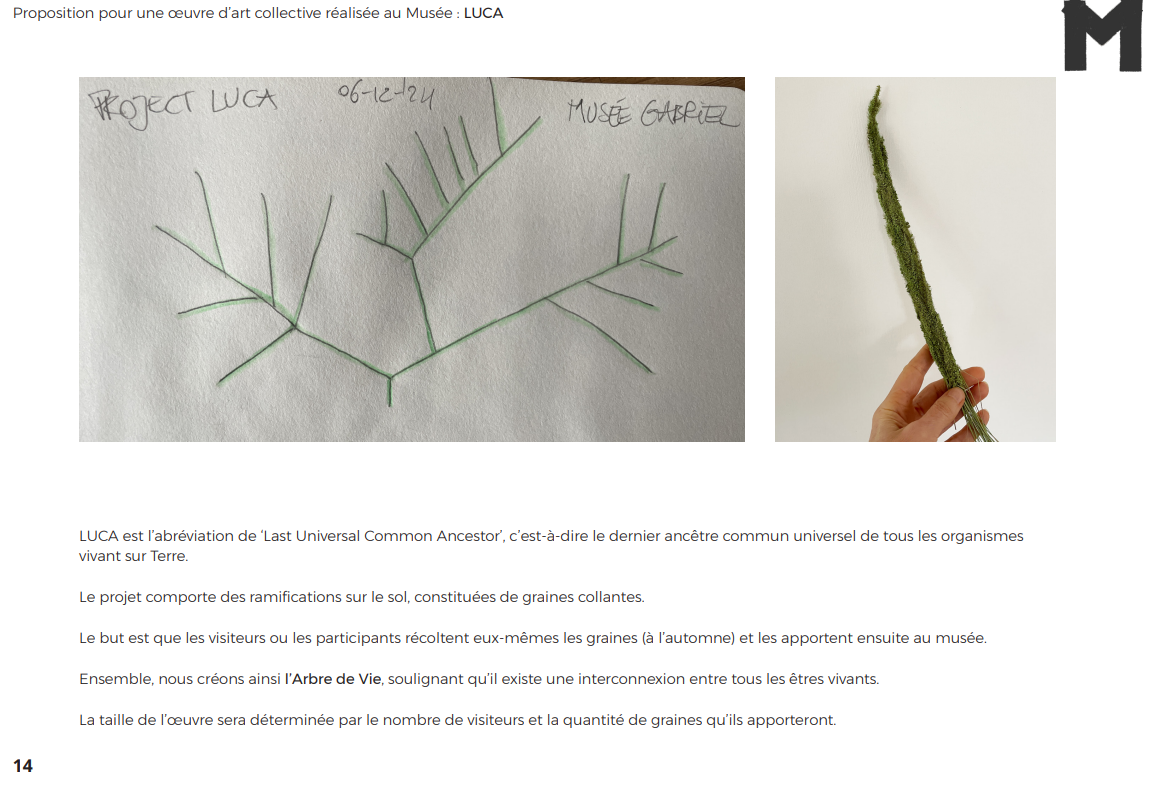 Proposition pour une œuvre d’art collective réalisée au Musée : LUCA
M
PROJECT LUCA
06-12-24
MUSÉE GABRIEL
LUCA est l’abréviation de ‘Last Universal Common Ancestor’, c’est-à-dire le dernier ancêtre commun universel de tous les organismes
vivant sur Terre.
Le projet comporte des ramifications sur le sol, constituées de graines collantes.
Le but est que les visiteurs ou les participants récoltent eux-mêmes les graines (à l’automne) et les apportent ensuite au musée.
Ensemble, nous créons ainsi l’Arbre de Vie, soulignant qu’il existe une interconnexion entre tous les êtres vivants.
La taille de l’œuvre sera déterminée par le nombre de visiteurs et la quantité de graines qu’ils apporteront.
14